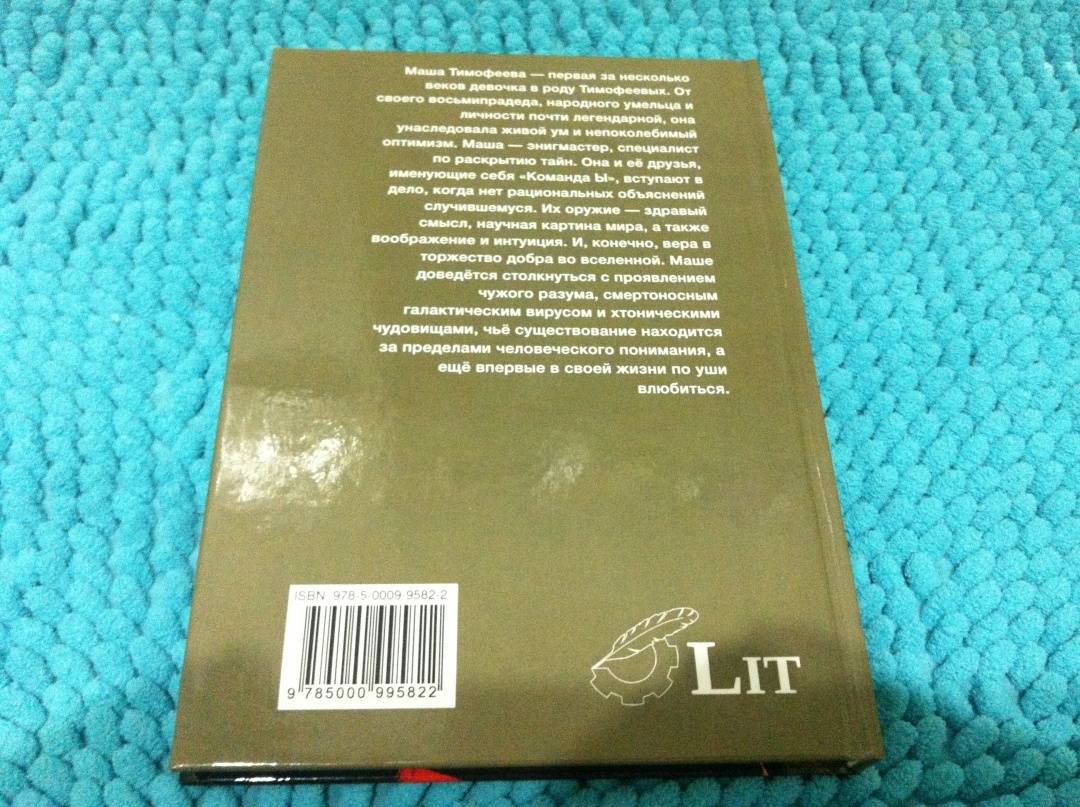 Маша Тимофеева — первая за несколько
веков девочка в роду Тимофеевых. От
своего восьмипрадеда, народного умельца и
личности почти легендарной, она
унаследовала живой ум и непоколебимый
оптимизм. Маша — энигмастер, специалист
по раскрытию тайн. Она и её друзья,
именующие себя «Команда Ы», вступают в
дело, когда нет рациональных объяснений
случившемуся. Их оружие — здравый
смысл, научная картина мира, а также
воображение и интуиция. И, конечно, вера в
торжество добра во вселенной. Маше
доведётся столкнуться с проявлением
чужого разума, смертоносным
галактическим вирусом и хтоническими
чудовищами, чьё существование находится
за пределами человеческого понимания, а
ещё впервые в своей жизни по уши
влюбиться.
ISBN 978-5-0009-9582-2
9 785000 995822
LIT